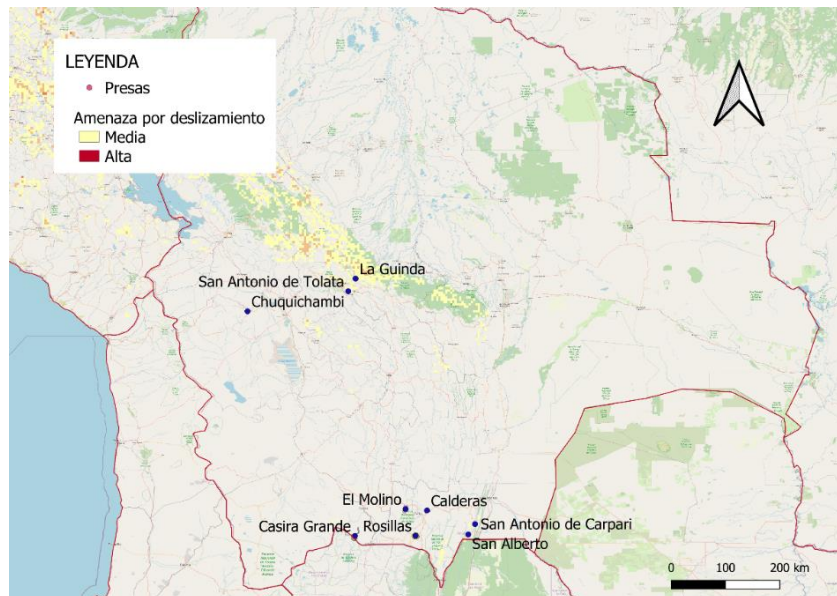 LEYENDA
Presas
Amenaza por deslizamiento
Media
Alta
La Guinda
San Antonio de Tolata
Chuquichambi
El Molino
Calderas
Casira Grande
Rosillas
San Antonio de Carpari
San Alberto
0 100 200 km